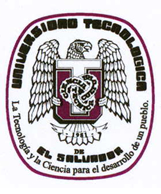 UNIVERSIDAD TECNOLOGICA
DE
EL SALVADOR
La Tecnología y la Ciencia para el desarrollo de un pueblo.